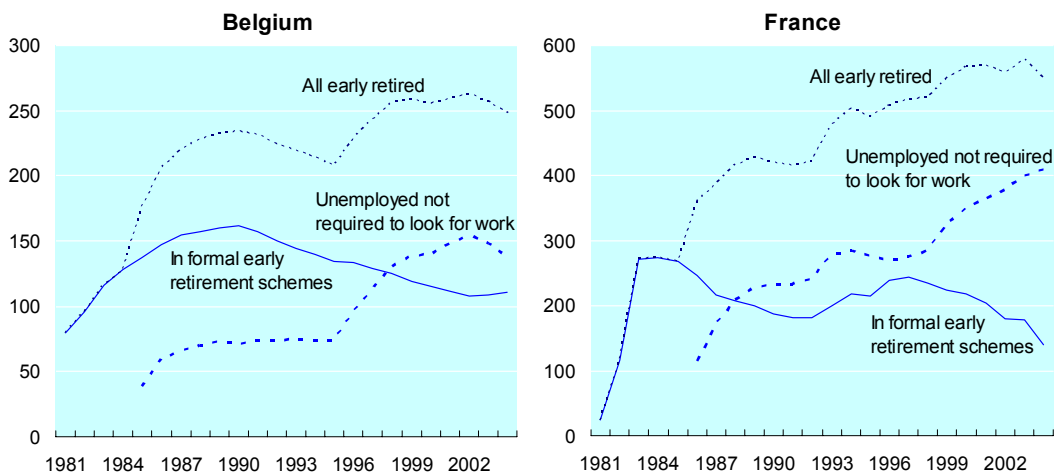 Belgium
300
250
200
150
100
50
0
All early retired
Unemployed not
required to look for work
In formal early
retirement schemes
1981 1984 1987 1990 1993 1996 1999 2002
France
600
500
400
300
200
100
0
All early retired
Unemployed not required
to look for work
In formal early
retirement schemes
1981 1984 1987 1990 1993 1996 1999 2002